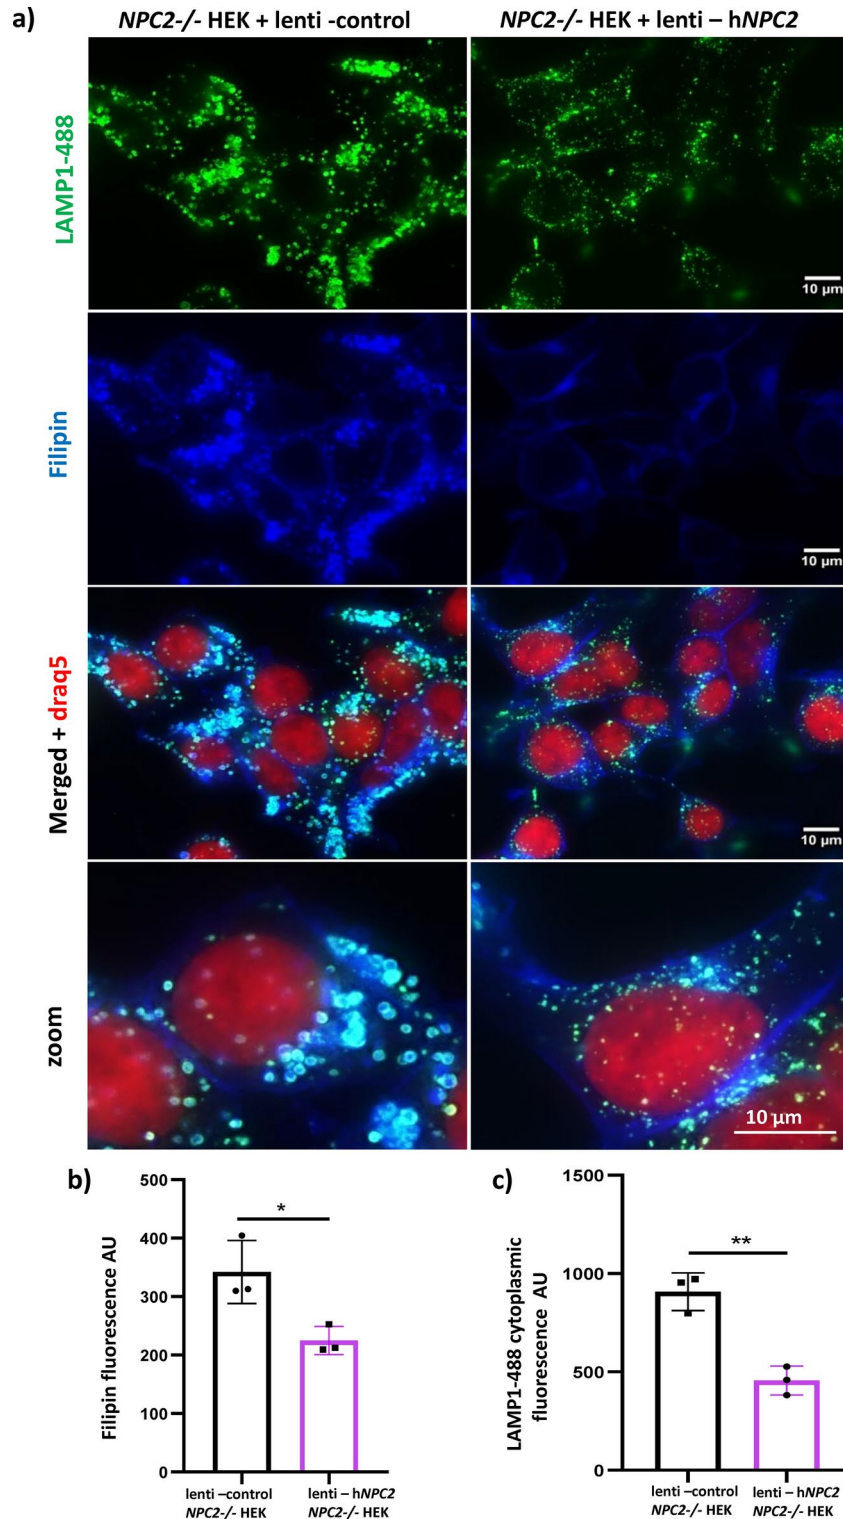 a)
NPC2-/- HEK + lenti -control
NPC2-/- HEK + lenti – hNPC2
LAMP1-488
10 µm
Filipin
10 µm
Merged + draq5
10 µm
zoom
10 µm
b)
Filipin fluorescence AU
500
400
300
200
100
0
*
lenti –control
NPC2-/- HEK
lenti – hNPC2
NPC2-/- HEK
c)
LAMP1-488 cytoplasmic
fluorescence AU
1500
1000
500
0
**
lenti –control
NPC2-/- HEK
lenti – hNPC2
NPC2-/- HEK